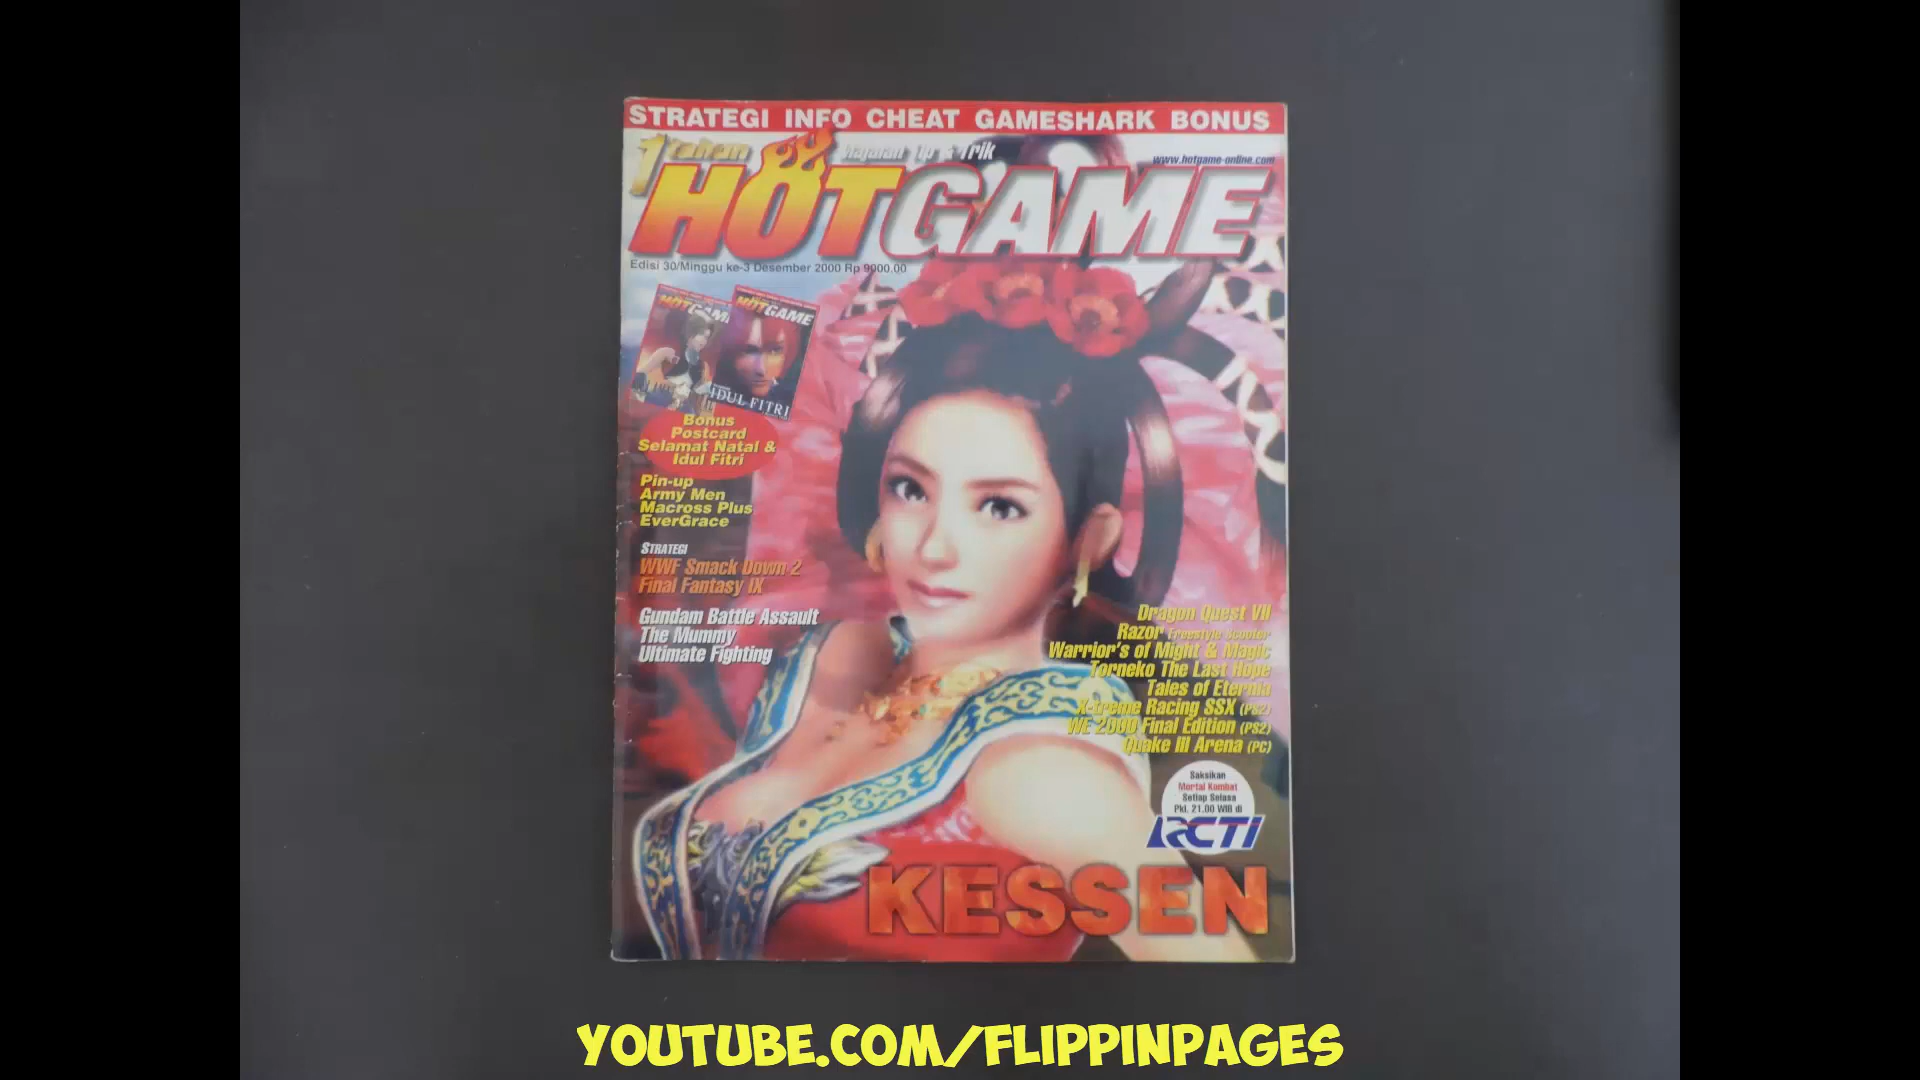 STRATEGI INFO CHEAT GAMESHARK BONUS
1 Tahun
Tip & Trik
www.hotgame-online.com
HOTGAME
Edisi 30/Minggu ke-3 Desember 2000 Rp 9000.00
HOTGAME
HOTGAME
IDUL FITRI
Bonus
Postcard
Selamat Natal &
Idul Fitri
Pin-up
Army Men
Macross Plus
EverGrace
STRATEGI
WWF Smack Down 2
Final Fantasy IX
Gundam Battle Assault
The Mummy
Ultimate Fighting
Dragon Quest VII
Razor Freestyle Scooter
Warrior's of Might & Magic
Torneko The Last Hope
Tales of Eternia
X-treme Racing SSX (PS2)
WE 2000 Final Edition (PS2)
Quake III Arena (PC)
Saksikan
Mortal Kombat
Setiap Selasa
Pkl. 21.00 WIB di
RCTI
KESSEN
YOUTUBE.COM/FLIPPINPAGES